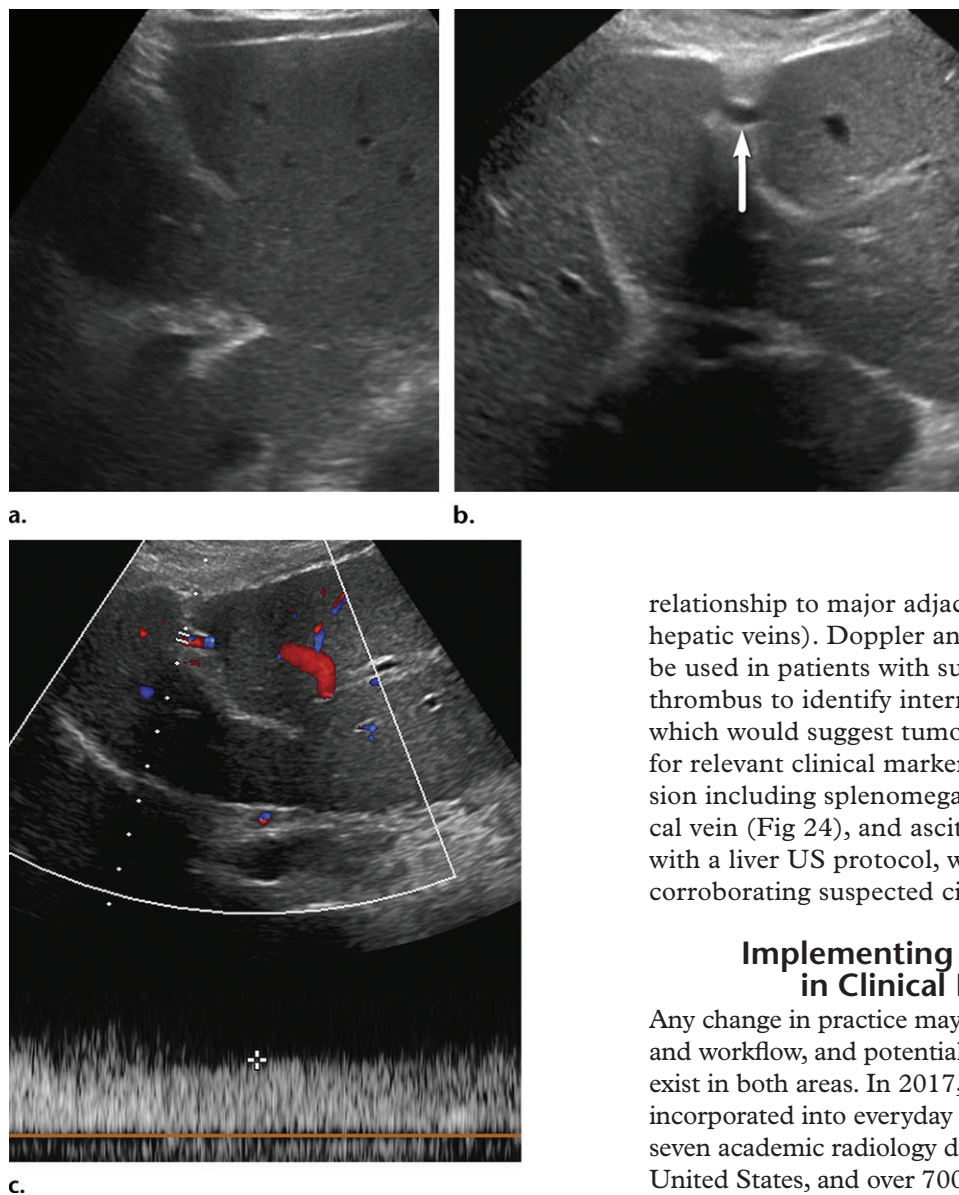 a.
b.
c.
relationship to major adjac
hepatic veins). Doppler an
be used in patients with su
thrombus to identify intern
which would suggest tumo
for relevant clinical marker
sion including splenomega
cal vein (Fig 24), and ascit
with a liver US protocol, w
corroborating suspected ci
Implementing
in Clinical
Any change in practice may
and workflow, and potential
exist in both areas. In 2017,
incorporated into everyday
seven academic radiology d
United States, and over 700